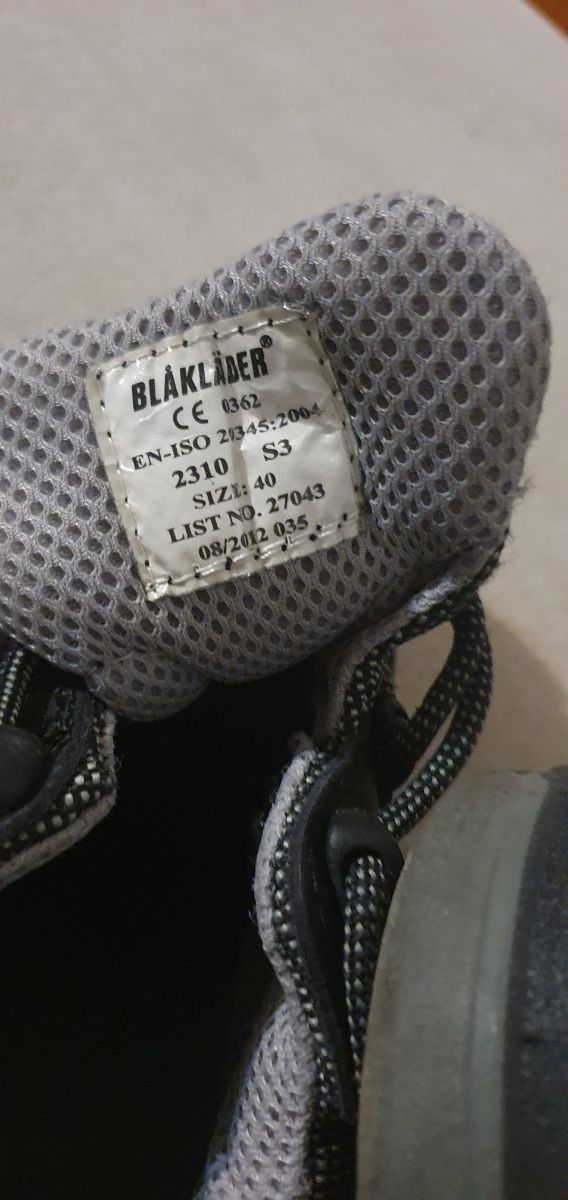 BLÅKLÄDER®
CE 0362
EN-ISO 20345:2004
2310 S3
SIZE: 40
LIST NO. 27043
08/2012 035